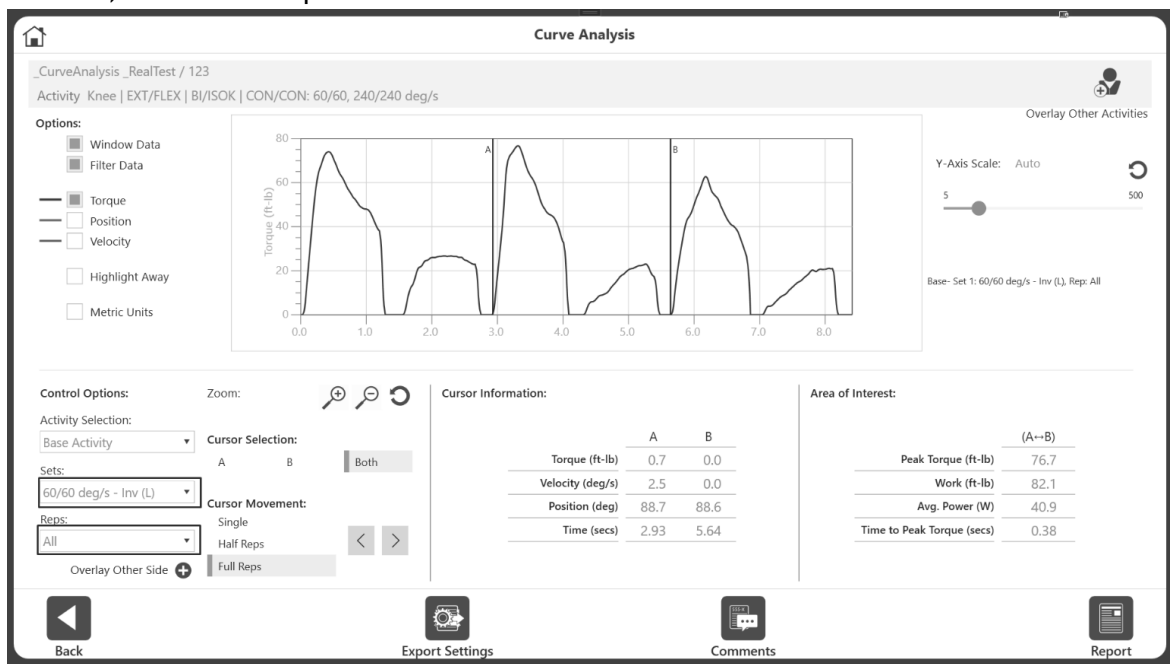 Curve Analysis
_CurveAnalysis _RealTest / 123
Activity Knee | EXT/FLEX | BI/ISOK | CON/CON: 60/60, 240/240 deg/s
Overlay Other Activities
Options:
Window Data
Filter Data
Torque
Position
Velocity
Highlight Away
Metric Units
Torque (ft-lb)
80
60
40
20
0
0.0 1.0 2.0 3.0 4.0 5.0 6.0 7.0 8.0
A
B
Y-Axis Scale: Auto
5 500
Base- Set 1: 60/60 deg/s - Inv (L), Rep: All
Control Options:
Activity Selection:
Base Activity
Sets:
60/60 deg/s - Inv (L)
Reps:
All
Overlay Other Side
Zoom:
Cursor Selection:
A B Both
Cursor Movement:
Single
Half Reps
Full Reps
Cursor Information:
A B
Torque (ft-lb) 0.7 0.0
Velocity (deg/s) 2.5 0.0
Position (deg) 88.7 88.6
Time (secs) 2.93 5.64
Area of Interest:
(A↔B)
Peak Torque (ft-lb) 76.7
Work (ft-lb) 82.1
Avg. Power (W) 40.9
Time to Peak Torque (secs) 0.38
Back
Export Settings
Comments
Report